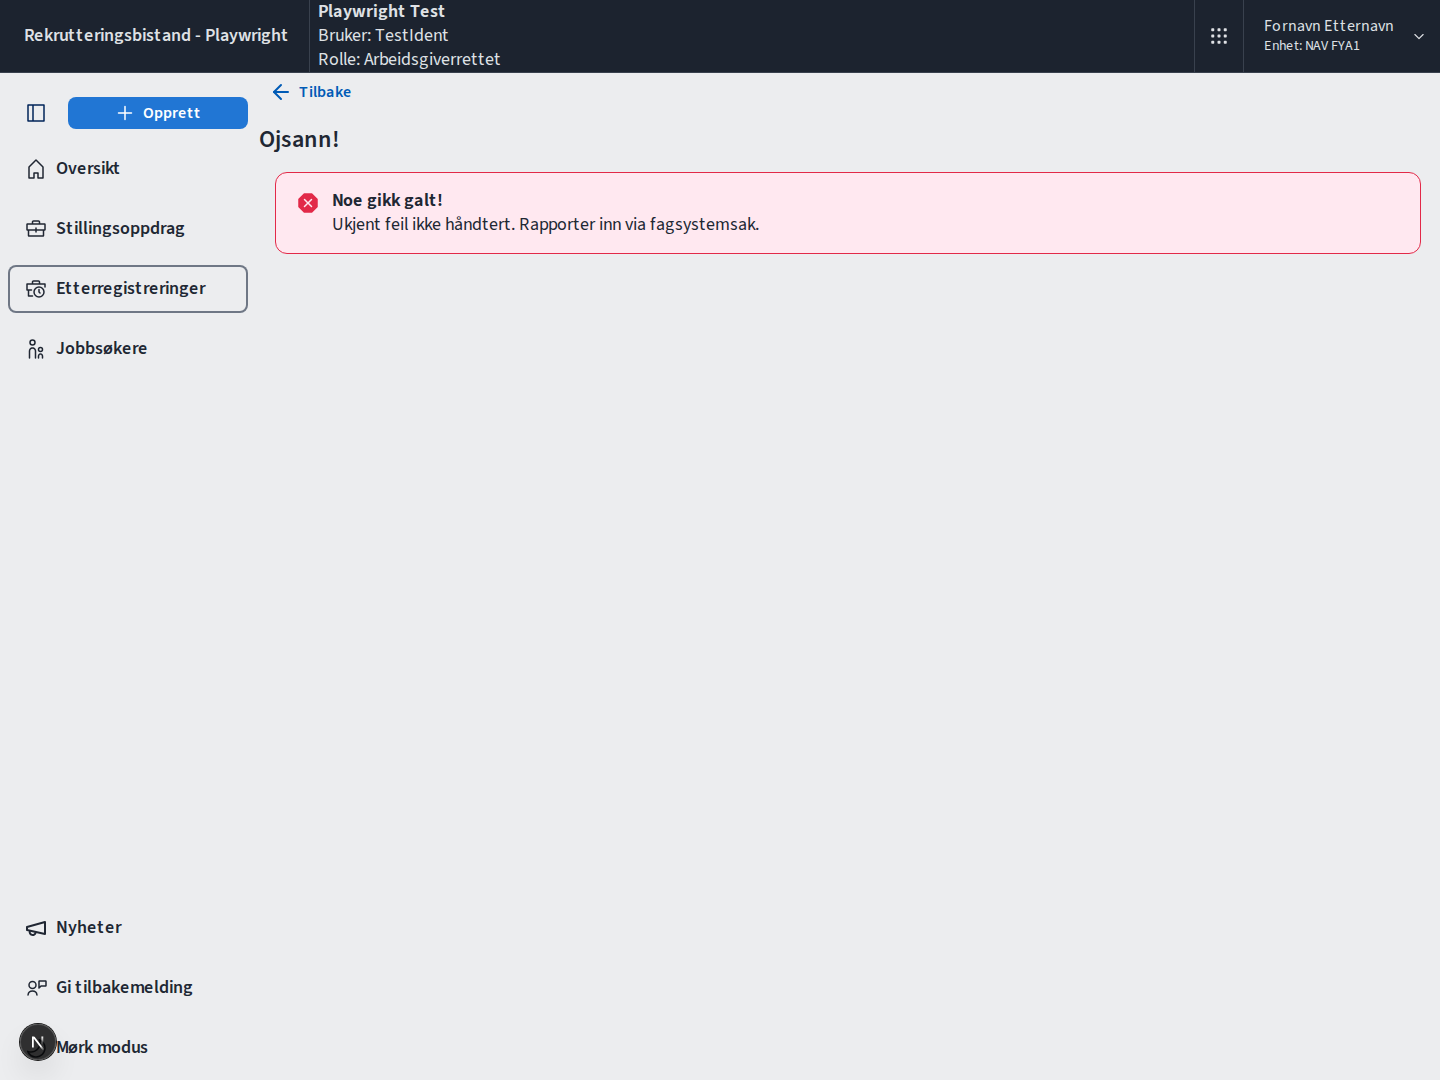 Rekrutteringsbistand - Playwright
Playwright Test
Bruker: TestIdent
Rolle: Arbeidsgiverrettet
Fornavn Etternavn
Enhet: NAV FYA1
Opprett
Oversikt
Stillingsoppdrag
Etterregistreringer
Jobbsøkere
Tilbake
Ojsann!
Noe gikk galt!
Ukjent feil ikke håndtert. Rapporter inn via fagsystemsak.
Nyheter
Gi tilbakemelding
N
Mørk modus